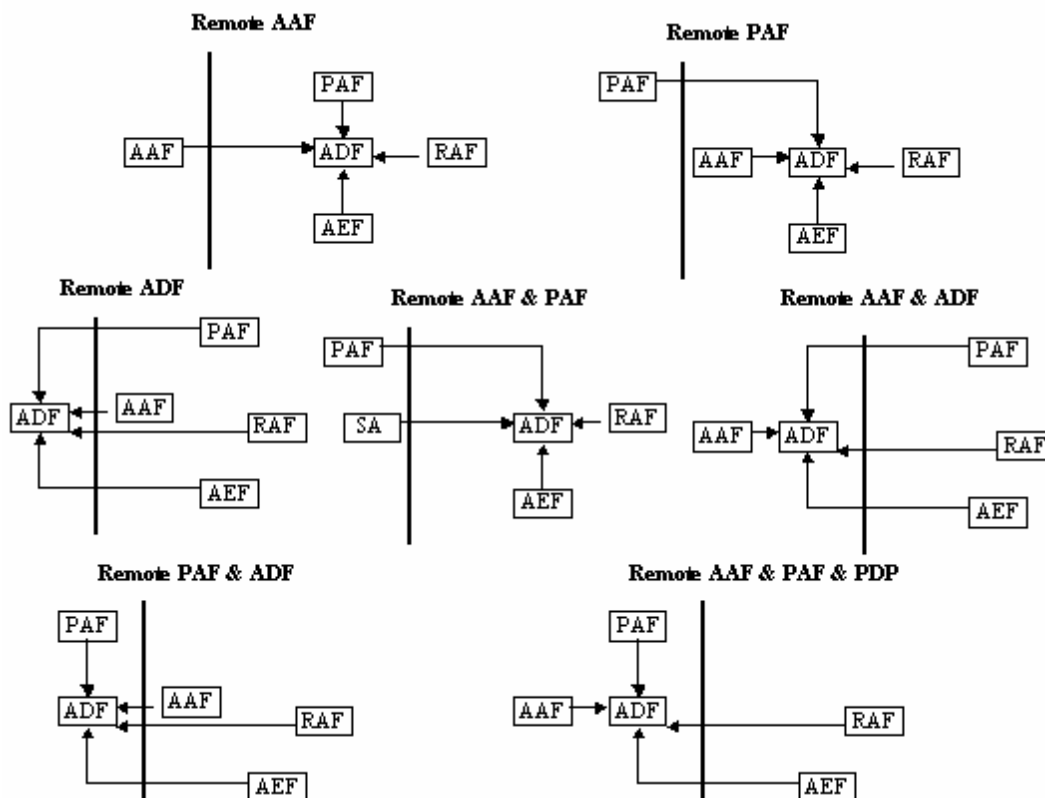 Remote AAF
PAF
AAF
ADF
RAF
AEF
Remote PAF
PAF
AAF
ADF
RAF
AEF
Remote ADF
PAF
AAF
ADF
RAF
AEF
Remote AAF & PAF
PAF
SA
ADF
RAF
AEF
Remote AAF & ADF
PAF
AAF
ADF
RAF
AEF
Remote PAF & ADF
PAF
AAF
ADF
RAF
AEF
Remote AAF & PAF & PDP
PAF
AAF
ADF
RAF
AEF